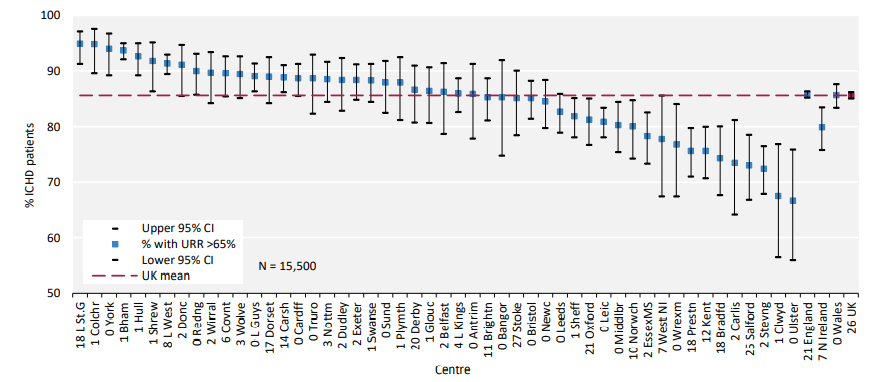 100
90
80
70
60
50
% ICHD patients
Upper 95% CI
% with URR >65%
Lower 95% CI
UK mean
N = 15,500
18 L St.G
1 Colchr
0 York
1 Bham
1 Hull
1 Shrew
8 L West
2 Donc
0 Redng
2 Wirral
6 Covnt
3 Wolve
0 L Guys
17 Dorset
14 Carsh
0 Cardff
0 Truro
3 Nottm
2 Dudley
2 Exeter
1 Swanse
0 Sund
1 Plymth
20 Derby
1 Glouc
2 Belfast
4 L Kings
0 Antrim
11 Brightn
0 Bangor
27 Stoke
0 Bristol
0 Newc
0 Leeds
1 Sheff
21 Oxford
0 Leic
0 Middlbr
10 Norwch
2 EssexMS
7 West NI
0 Wrexm
18 Prestn
12 Kent
18 Bradfd
2 Carlis
25 Salford
2 Stevng
1 Clwyd
0 Ulster
21 England
7 N Ireland
0 Wales
26 UK
Centre